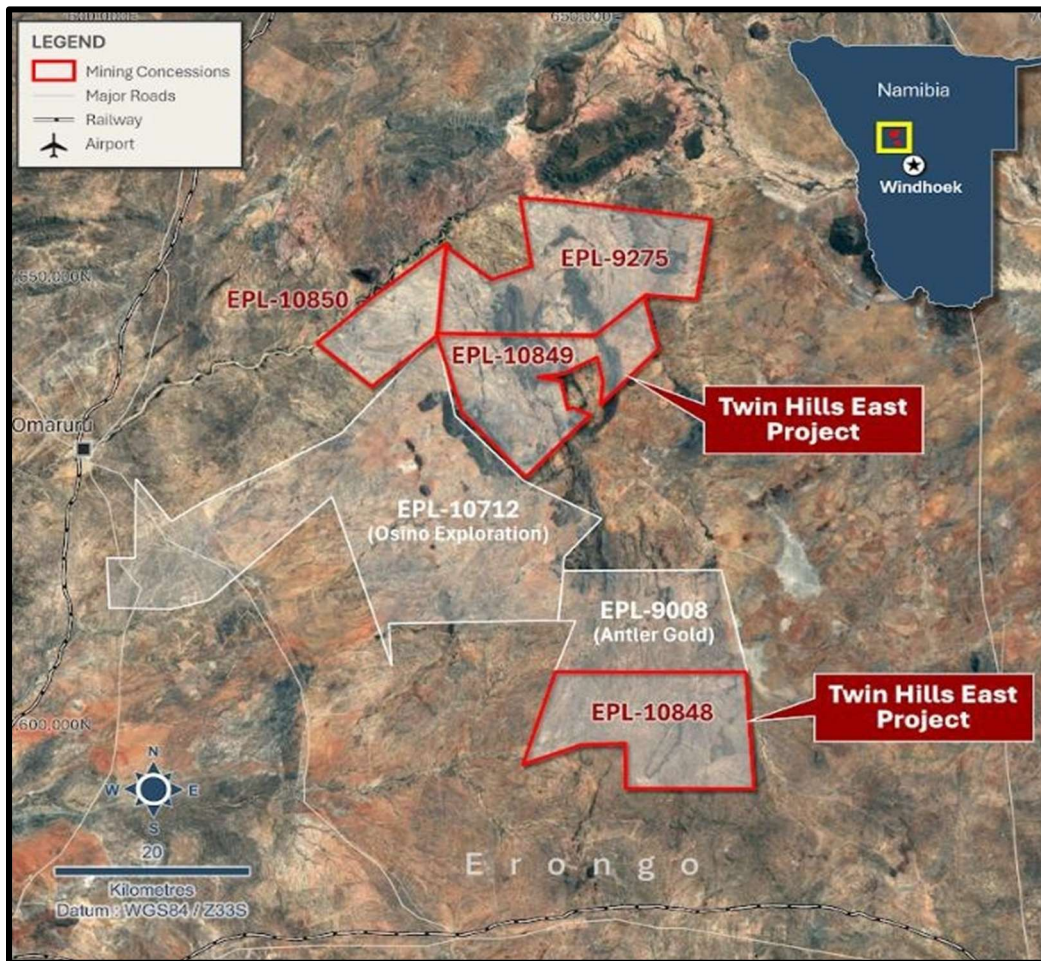 650,000E
LEGEND
Mining Concessions
Major Roads
Railway
Airport
Namibia
Windhoek
650,000N
EPL-9275
EPL-10850
EPL-10849
Twin Hills East
Project
Omaruru
EPL-10712
(Osino Exploration)
EPL-9008
(Antler Gold)
Twin Hills East
Project
EPL-10848
600,000N
N
W
E
S
20
Kilometres
Datum : WGS84 / Z33S
Erongo